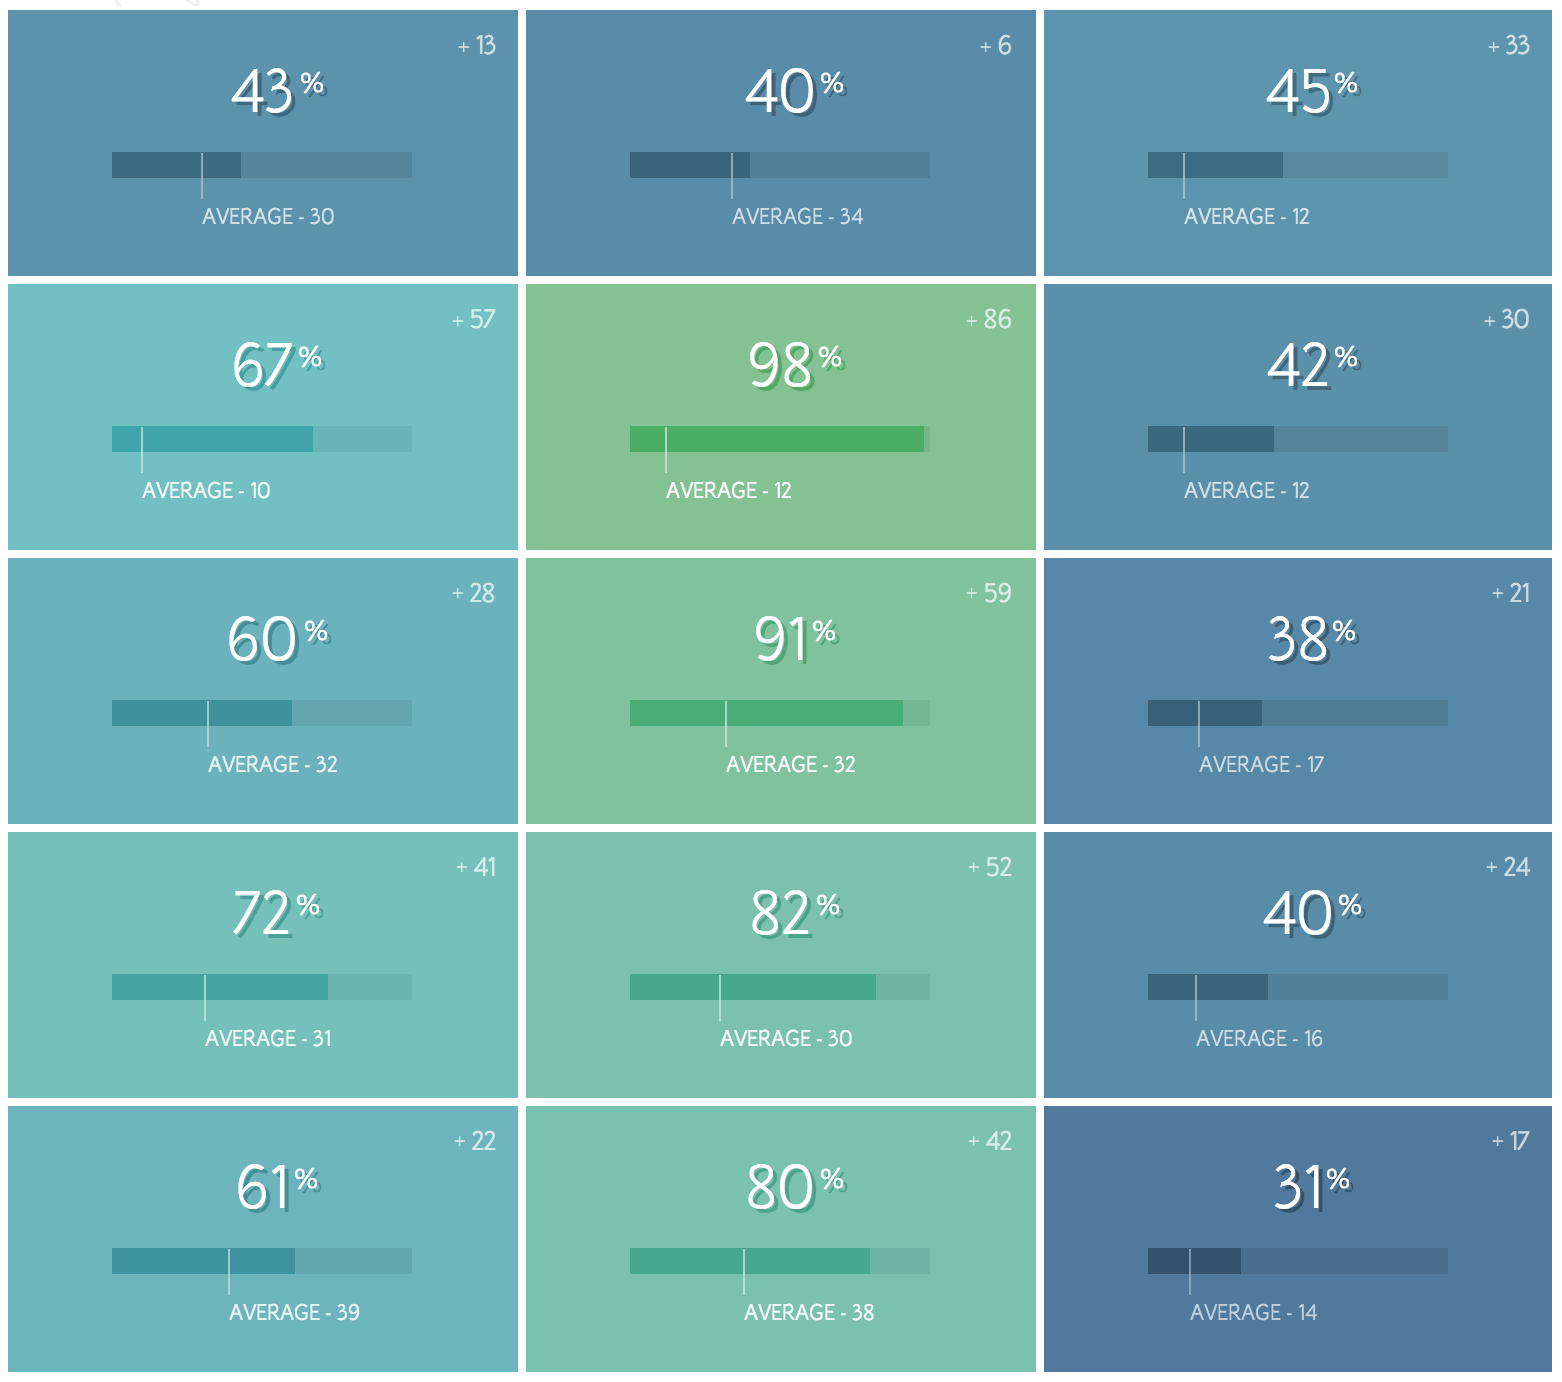 + 13
43%
AVERAGE - 30
+ 6
40%
AVERAGE - 34
+ 33
45%
AVERAGE - 12
+ 57
67%
AVERAGE - 10
+ 86
98%
AVERAGE - 12
+ 30
42%
AVERAGE - 12
+ 28
60%
AVERAGE - 32
+ 59
91%
AVERAGE - 32
+ 21
38%
AVERAGE - 17
+ 41
72%
AVERAGE - 31
+ 52
82%
AVERAGE - 30
+ 24
40%
AVERAGE - 16
+ 22
61%
AVERAGE - 39
+ 42
80%
AVERAGE - 38
+ 17
31%
AVERAGE - 14